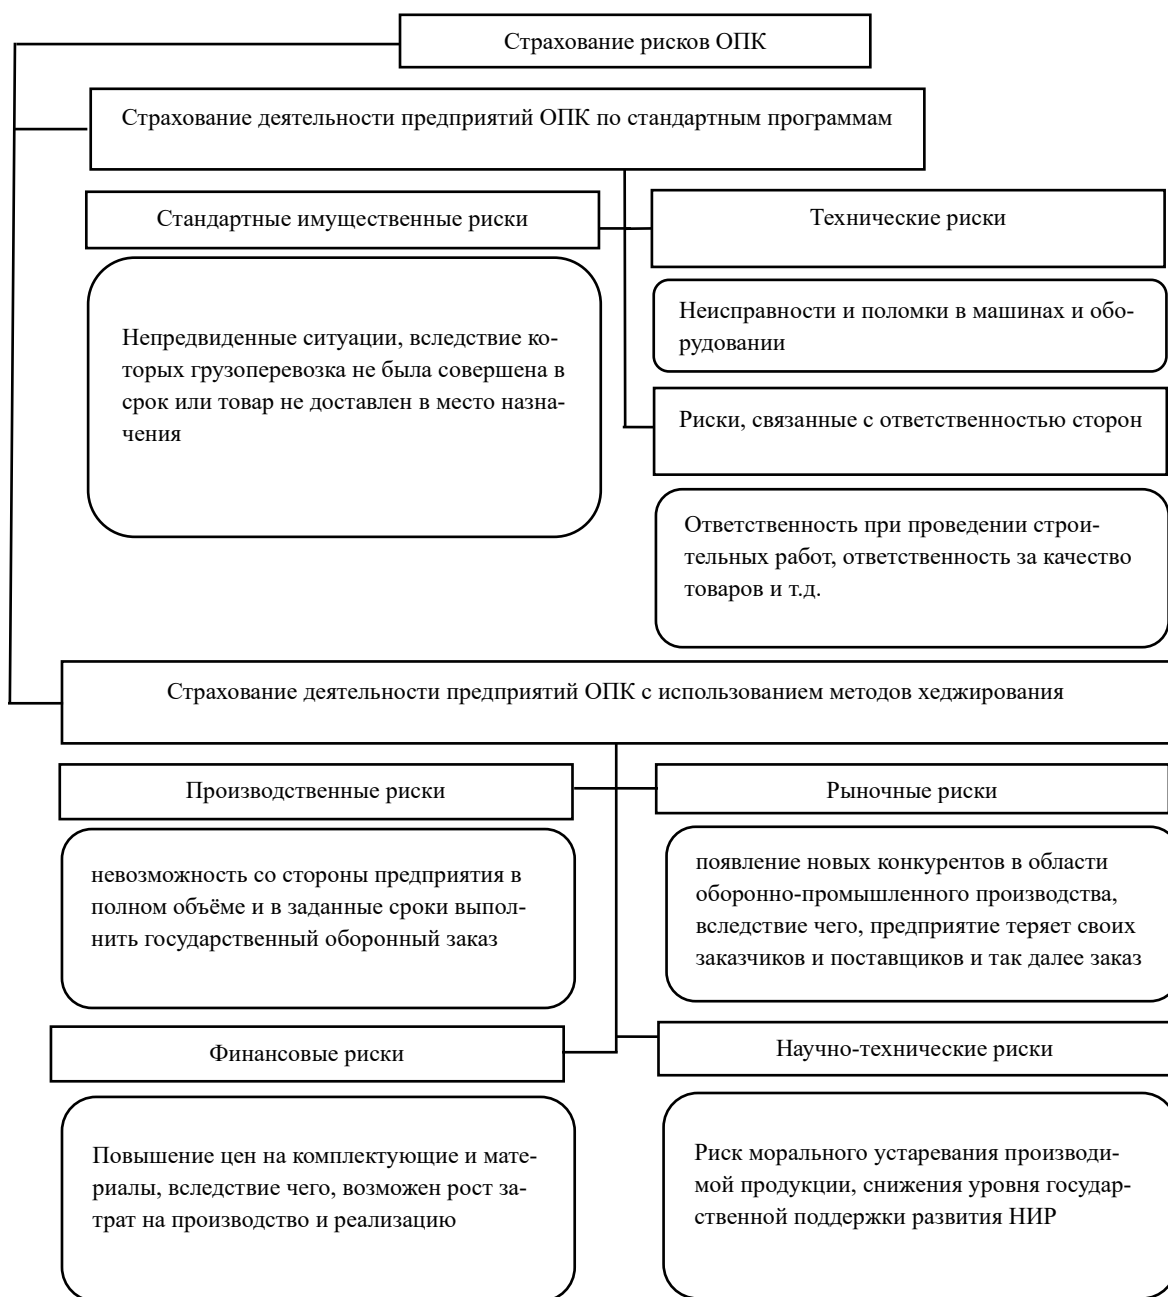 Страхование рисков ОПК
Страхование деятельности предприятий ОПК по стандартным программам
Стандартные имущественные риски
Непредвиденные ситуации, вследствие ко-
торых грузоперевозка не была совершена в
срок или товар не доставлен в место назна-
чения
Технические риски
Неисправности и поломки в машинах и обо-
рудовании
Риски, связанные с ответственностью сторон
Ответственность при проведении строи-
тельных работ, ответственность за качество
товаров и т.д.
Страхование деятельности предприятий ОПК с использованием методов хеджирования
Производственные риски
невозможность со стороны предприятия в
полном объёме и в заданные сроки выпол-
нить государственный оборонный заказ
Рыночные риски
появление новых конкурентов в области
оборонно-промышленного производства,
вследствие чего, предприятие теряет своих
заказчиков и поставщиков и так далее заказ
Финансовые риски
Повышение цен на комплектующие и мате-
риалы, вследствие чего, возможен рост за-
трат на производство и реализацию
Научно-технические риски
Риск морального устаревания производи-
мой продукции, снижения уровня государ-
ственной поддержки развития НИР